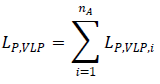 L_{P,VLP} = \sum_{i=1}^{n_A} L_{P,VLP,i}